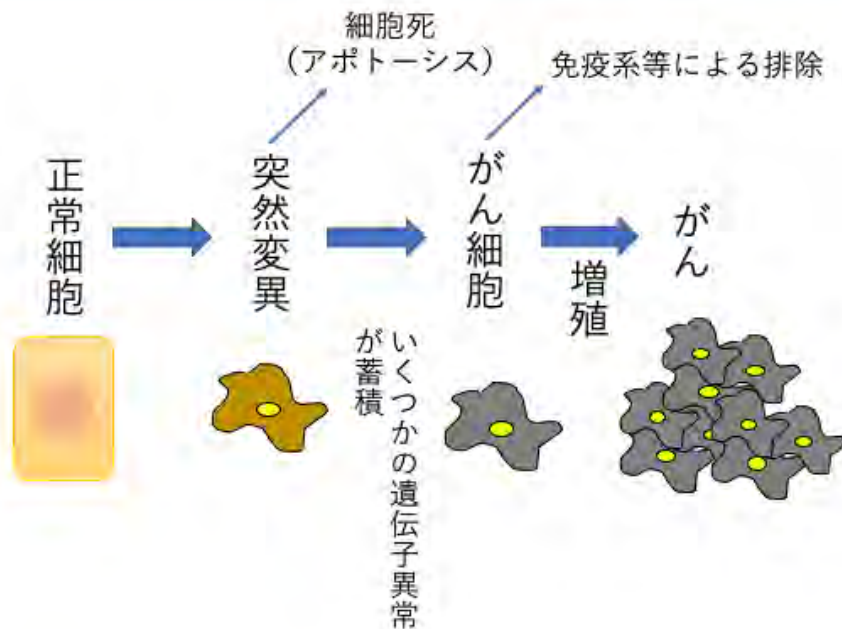 細胞死
(アポトーシス)
免疫系等による排除
正常細胞
突然変異
がん細胞
がん
増殖
いくつかの遺伝子異常
が蓄積